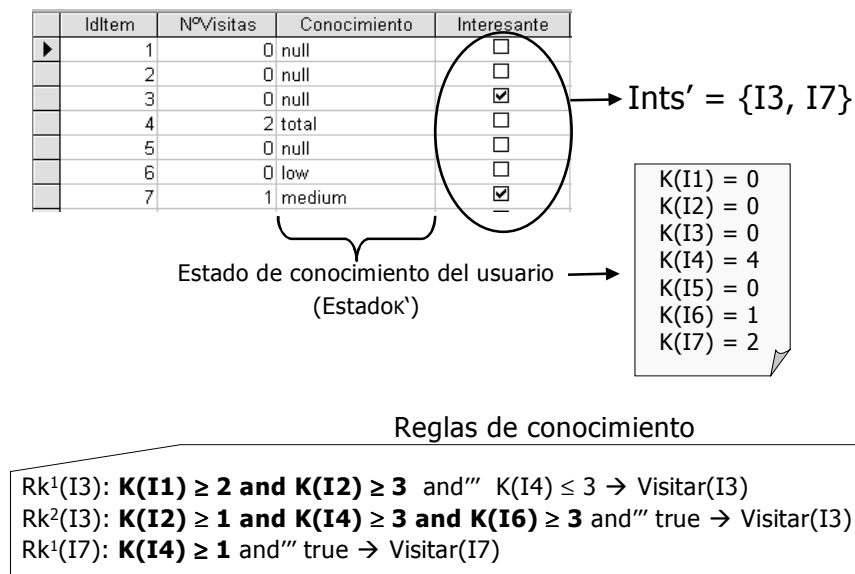 IdItem NºVisitas Conocimiento Interesante
1 0 null
2 0 null
3 0 null
4 2 total
5 0 null
6 0 low
7 1 medium
Ints’ = {I3, I7}
K(I1) = 0
K(I2) = 0
K(I3) = 0
K(I4) = 4
K(I5) = 0
K(I6) = 1
K(I7) = 2
Estado de conocimiento del usuario
(EstadoK‘)
Reglas de conocimiento
Rk¹(I3): K(I1) ≥ 2 and K(I2) ≥ 3 and’’’ K(I4) ≤ 3 → Visitar(I3)
Rk²(I3): K(I2) ≥ 1 and K(I4) ≥ 3 and K(I6) ≥ 3 and’’’ true → Visitar(I3)
Rk¹(I7): K(I4) ≥ 1 and’’’ true → Visitar(I7)